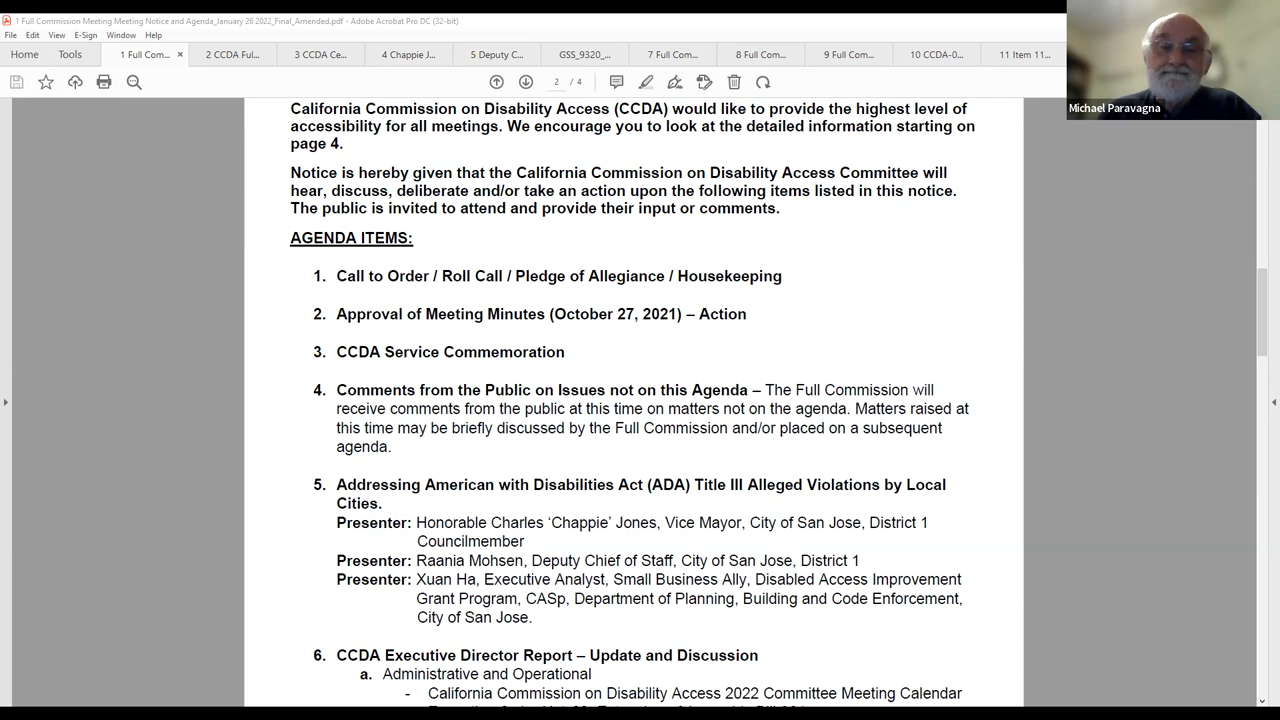 1 Full Commission Meeting Meeting Notice and Agenda_January 26 2022_Final_Amended.pdf - Adobe Acrobat Pro DC (32-bit)
File Edit View E-Sign Window Help
Home Tools 1 Full Com... × 2 CCDA Ful... 3 CCDA Ce... 4 Chappie J... 5 Deputy C... GSS_9320_... 7 Full Com... 8 Full Com... 9 Full Com... 10 CCDA-0... 11 Item 11...
2 / 4
Michael Paravagna
California Commission on Disability Access (CCDA) would like to provide the highest level of
accessibility for all meetings. We encourage you to look at the detailed information starting on
page 4.
Notice is hereby given that the California Commission on Disability Access Committee will
hear, discuss, deliberate and/or take an action upon the following items listed in this notice.
The public is invited to attend and provide their input or comments.
AGENDA ITEMS:
1. Call to Order / Roll Call / Pledge of Allegiance / Housekeeping
2. Approval of Meeting Minutes (October 27, 2021) – Action
3. CCDA Service Commemoration
4. Comments from the Public on Issues not on this Agenda – The Full Commission will
receive comments from the public at this time on matters not on the agenda. Matters raised at
this time may be briefly discussed by the Full Commission and/or placed on a subsequent
agenda.
5. Addressing American with Disabilities Act (ADA) Title III Alleged Violations by Local
Cities.
Presenter: Honorable Charles ‘Chappie’ Jones, Vice Mayor, City of San Jose, District 1
Councilmember
Presenter: Raania Mohsen, Deputy Chief of Staff, City of San Jose, District 1
Presenter: Xuan Ha, Executive Analyst, Small Business Ally, Disabled Access Improvement
Grant Program, CASp, Department of Planning, Building and Code Enforcement,
City of San Jose.
6. CCDA Executive Director Report – Update and Discussion
a. Administrative and Operational
- California Commission on Disability Access 2022 Committee Meeting Calendar